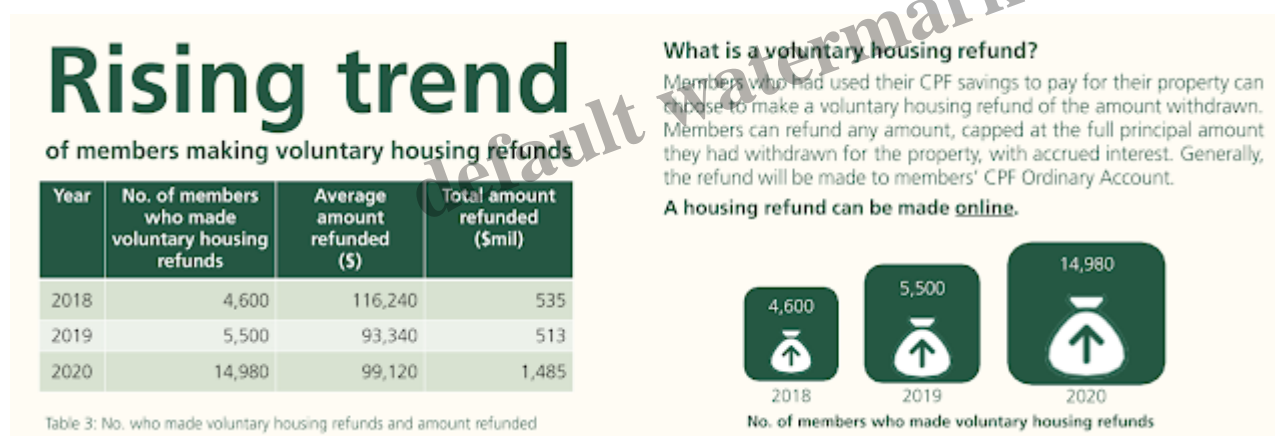 Rising trend
of members making voluntary housing refunds
Year No. of members who made voluntary housing refunds Average amount refunded ($) Total amount refunded ($mil)
2018 4,600 116,240 535
2019 5,500 93,340 513
2020 14,980 99,120 1,485
Table 3: No. who made voluntary housing refunds and amount refunded
What is a voluntary housing refund?
Members who had used their CPF savings to pay for their property can
choose to make a voluntary housing refund of the amount withdrawn.
Members can refund any amount, capped at the full principal amount
they had withdrawn for the property, with accrued interest. Generally,
the refund will be made to members' CPF Ordinary Account.
A housing refund can be made online.
4,600
5,500
14,980
2018
2019
2020
No. of members who made voluntary housing refunds
default watermark